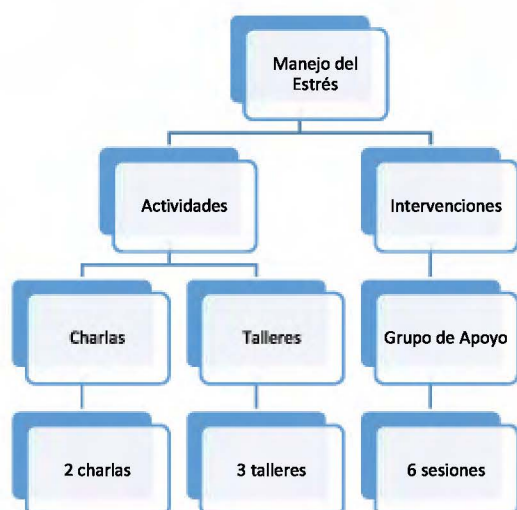 Manejo del
Estrés
Actividades
Intervenciones
Charlas
Talleres
Grupo de Apoyo
2 charlas
3 talleres
6 sesiones